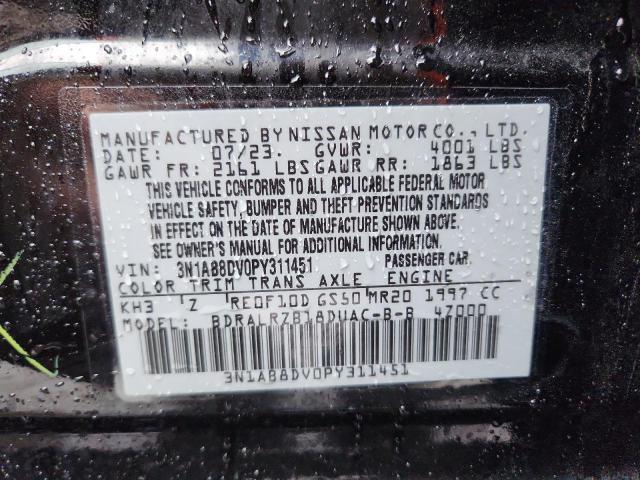 MANUFACTURED BY NISSAN MOTOR CO., LTD.
DATE: 07/23. GVWR: 4001 LBS
GAWR FR: 2161 LBS GAWR RR: 1863 LBS
THIS VEHICLE CONFORMS TO ALL APPLICABLE FEDERAL MOTOR
VEHICLE SAFETY, BUMPER AND THEFT PREVENTION STANDARDS
IN EFFECT ON THE DATE OF MANUFACTURE SHOWN ABOVE.
SEE OWNER'S MANUAL FOR ADDITIONAL INFORMATION.
VIN: 3N1AB8DV0PY311451 PASSENGER CAR.
COLOR TRIM TRANS AXLE ENGINE
KH3 Z RE0F10D GS50 MR20 1997 CC
MODEL: BDRALRZB18DUAC-B-B 47000
3N1AB8DV0PY311451